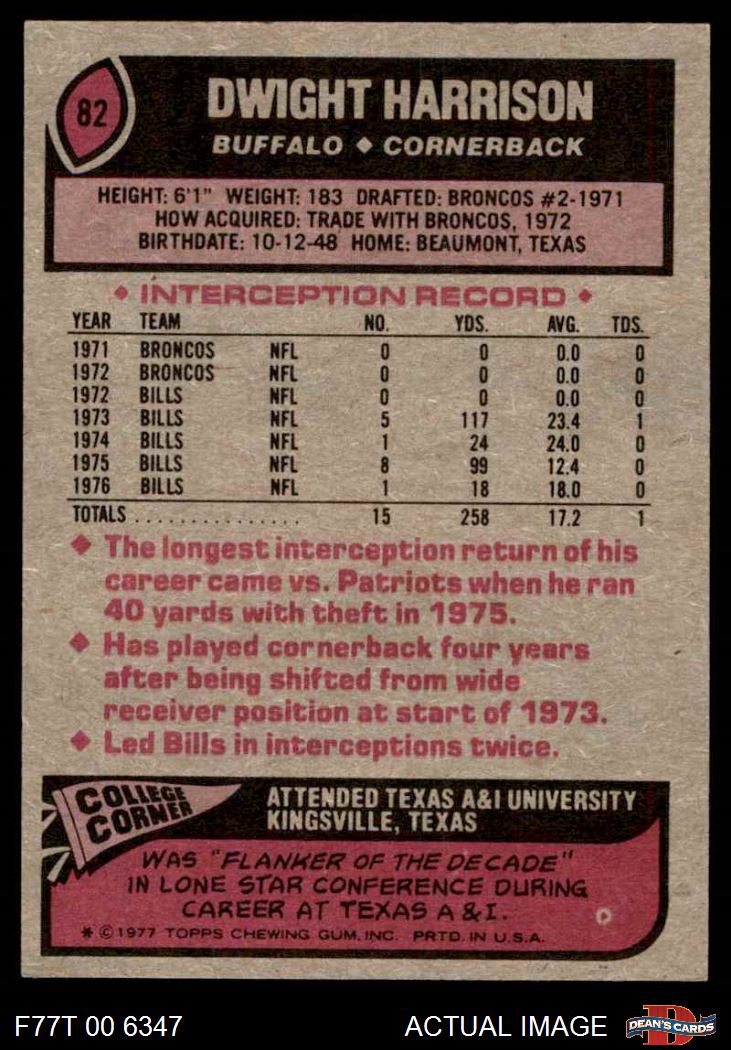 82
DWIGHT HARRISON
BUFFALO ◆ CORNERBACK
HEIGHT: 6'1" WEIGHT: 183 DRAFTED: BRONCOS #2-1971
HOW ACQUIRED: TRADE WITH BRONCOS, 1972
BIRTHDATE: 10-12-48 HOME: BEAUMONT, TEXAS
◆ INTERCEPTION RECORD ◆
YEAR TEAM NO. YDS. AVG. TDS.
1971 BRONCOS NFL 0 0 0.0 0
1972 BRONCOS NFL 0 0 0.0 0
1972 BILLS NFL 0 0 0.0 0
1973 BILLS NFL 5 117 23.4 1
1974 BILLS NFL 1 24 24.0 0
1975 BILLS NFL 8 99 12.4 0
1976 BILLS NFL 1 18 18.0 0
TOTALS . . . . . . . . . . . . . . . 15 258 17.2 1
◆ The longest interception return of his
career came vs. Patriots when he ran
40 yards with theft in 1975.
◆ Has played cornerback four years
after being shifted from wide
receiver position at start of 1973.
◆ Led Bills in interceptions twice.
COLLEGE
CORNER
ATTENDED TEXAS A&I UNIVERSITY
KINGSVILLE, TEXAS
WAS "FLANKER OF THE DECADE"
IN LONE STAR CONFERENCE DURING
CAREER AT TEXAS A & I.
* © 1977 TOPPS CHEWING GUM, INC. PRTD. IN U.S.A.
F77T 00 6347
ACTUAL IMAGE
D
DEAN'S CARDS